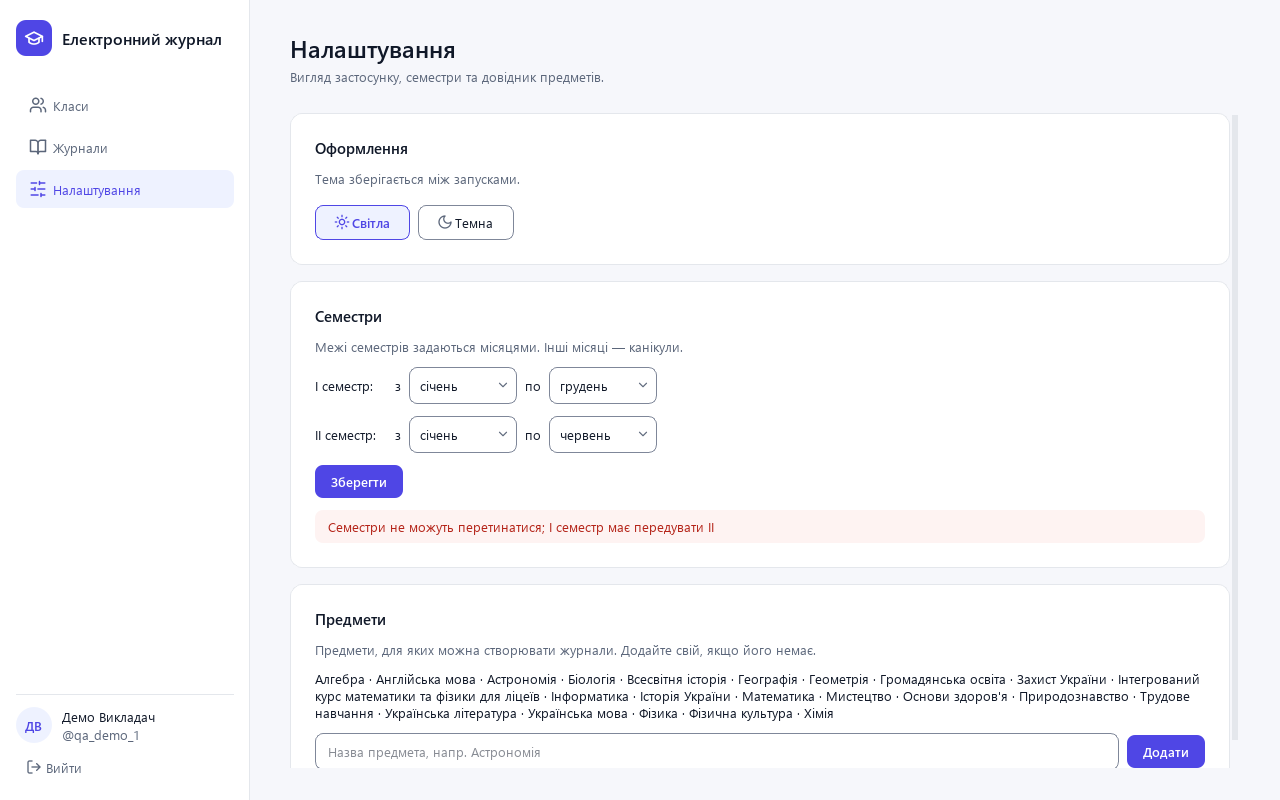 Електронний журнал
Класи
Журнали
Налаштування
ДВ
Демо Викладач
@qa_demo_1
Вийти
Налаштування
Вигляд застосунку, семестри та довідник предметів.
Оформлення
Тема зберігається між запусками.
Світла
Темна
Семестри
Межі семестрів задаються місяцями. Інші місяці — канікули.
I семестр: з січень по грудень
II семестр: з січень по червень
Зберегти
Семестри не можуть перетинатися; I семестр має передувати II
Предмети
Предмети, для яких можна створювати журнали. Додайте свій, якщо його немає.
Алгебра · Англійська мова · Астрономія · Біологія · Всесвітня історія · Географія · Геометрія · Громадянська освіта · Захист України · Інтегрований
курс математики та фізики для ліцеїв · Інформатика · Історія України · Математика · Мистецтво · Основи здоров'я · Природознавство · Трудове
навчання · Українська література · Українська мова · Фізика · Фізична культура · Хімія
Назва предмета, напр. Астрономія
Додати